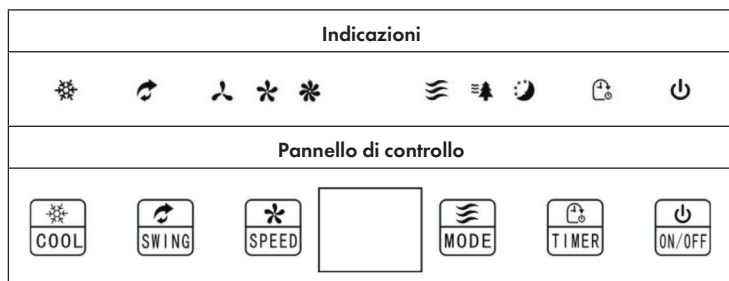 Indicazioni
Pannello di controllo
COOL SWING SPEED MODE TIMER ON/OFF